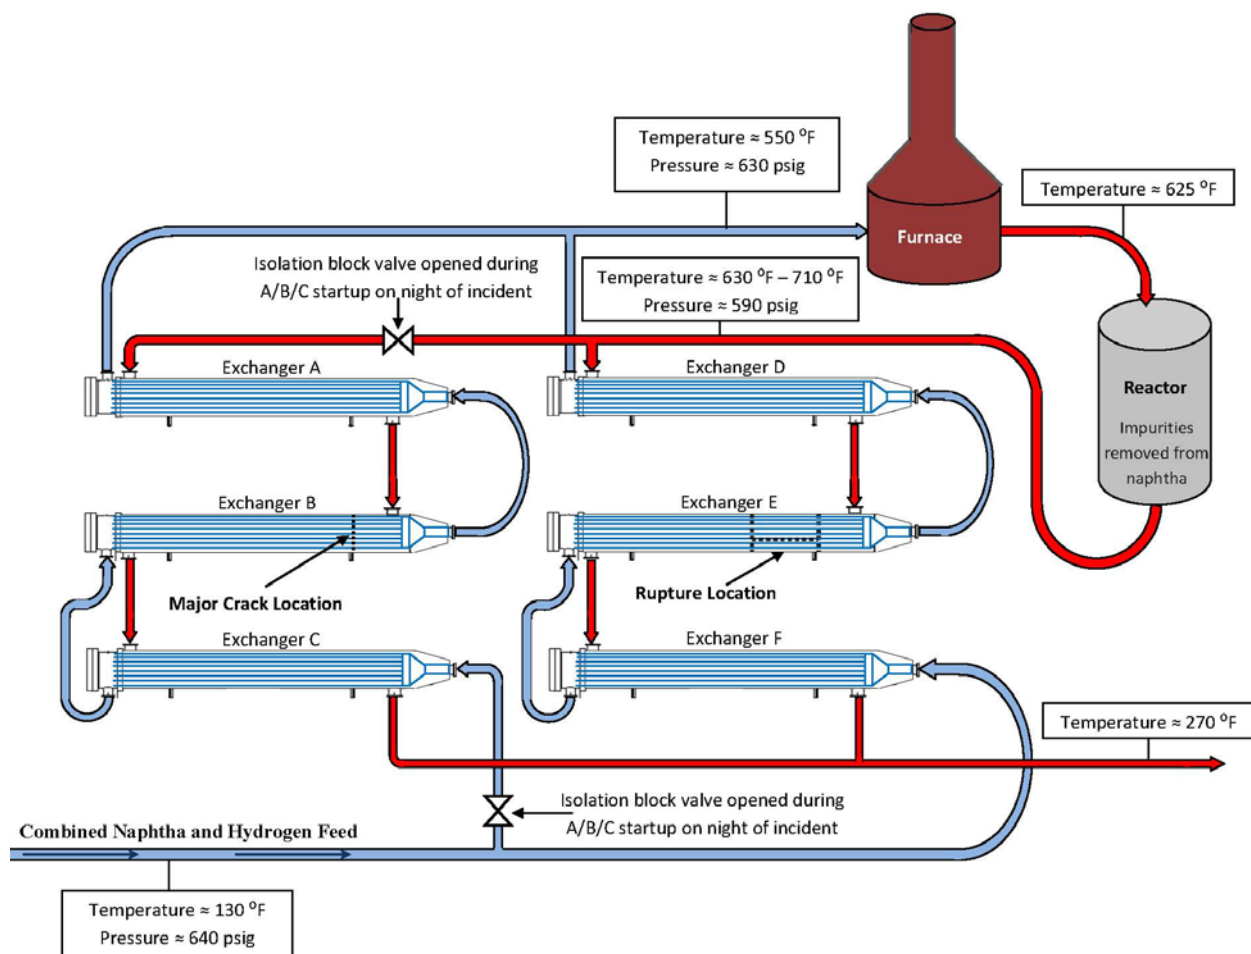 Temperature ≈ 550 °F
Pressure ≈ 630 psig
Temperature ≈ 625 °F
Furnace
Isolation block valve opened during
A/B/C startup on night of incident
Temperature ≈ 630 °F – 710 °F
Pressure ≈ 590 psig
Exchanger A
Exchanger D
Reactor
Impurities
removed from
naphtha
Exchanger B
Exchanger E
Major Crack Location
Rupture Location
Exchanger C
Exchanger F
Temperature ≈ 270 °F
Isolation block valve opened during
A/B/C startup on night of incident
Combined Naphtha and Hydrogen Feed
Temperature ≈ 130 °F
Pressure ≈ 640 psig